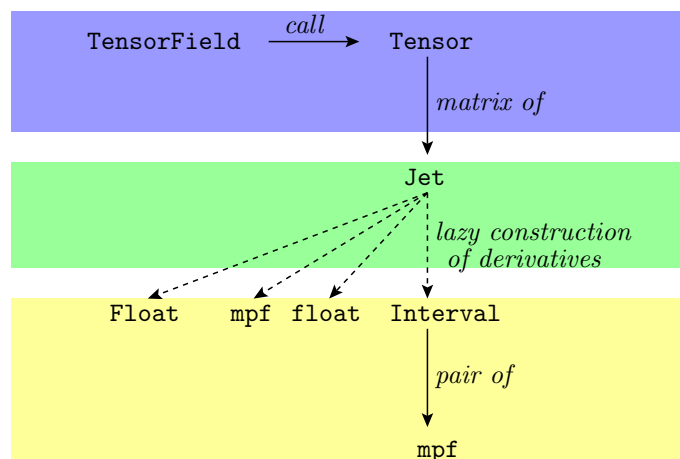 TensorField call Tensor
matrix of
Jet
lazy construction
of derivatives
Float mpf float Interval
pair of
mpf